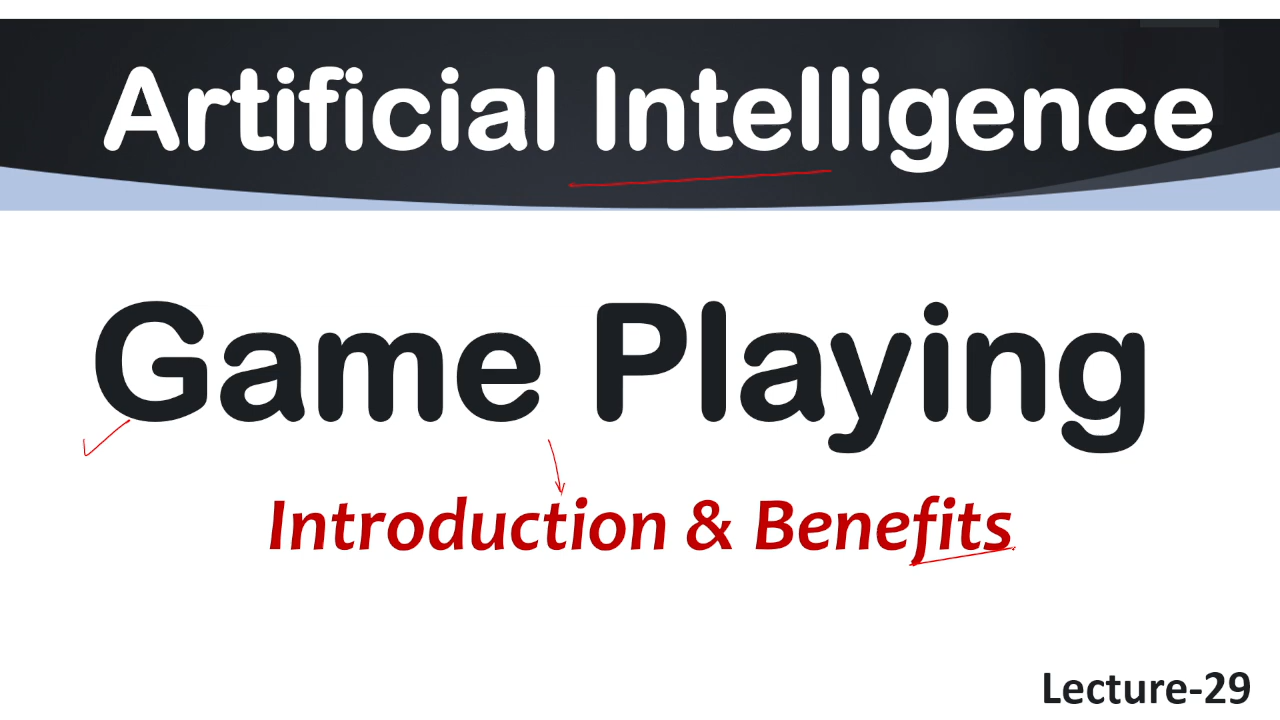 Artificial Intelligence
Game Playing
Introduction & Benefits
Lecture-29